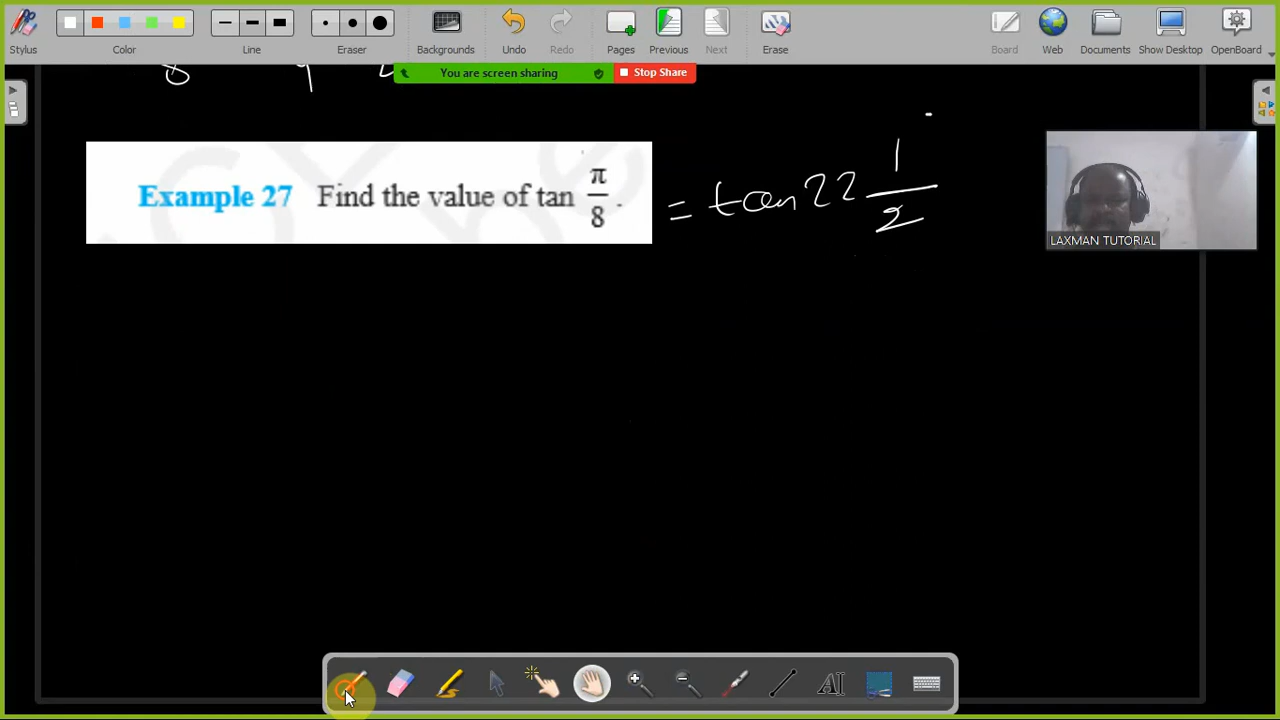 Stylus Color Line Eraser Backgrounds Undo Redo Pages Previous Next Erase Board Web Documents Show Desktop OpenBoard
You are screen sharing Stop Share
Example 27 Find the value of tan π/8 . = tan 22 1/2
LAXMAN TUTORIAL